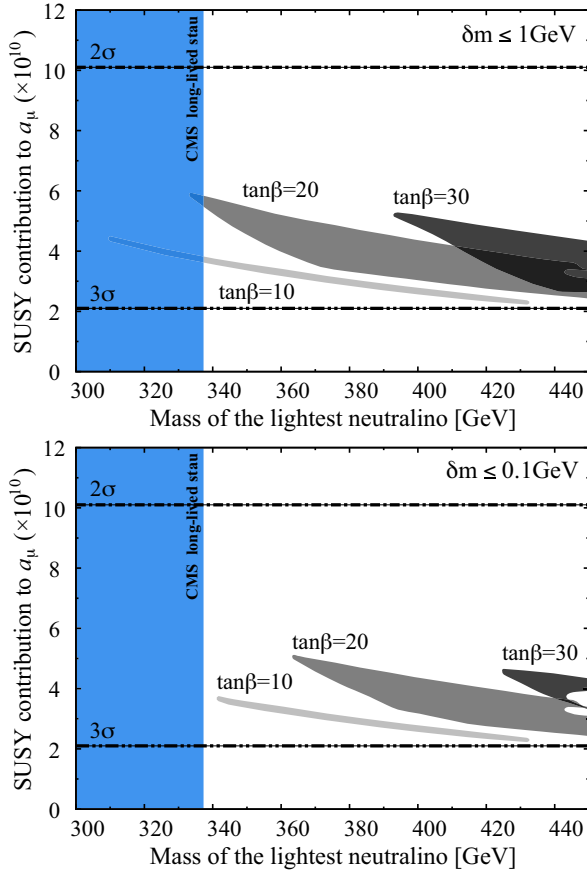 12
10
8
6
4
2
0
SUSY contribution to aμ (×10¹⁰)
2σ
3σ
CMS long-lived stau
δm ≤ 1GeV
tanβ=20
tanβ=30
tanβ=10
300 320 340 360 380 400 420 440
Mass of the lightest neutralino [GeV]
12
10
8
6
4
2
0
SUSY contribution to aμ (×10¹⁰)
2σ
3σ
CMS long-lived stau
δm ≤ 0.1GeV
tanβ=20
tanβ=30
tanβ=10
300 320 340 360 380 400 420 440
Mass of the lightest neutralino [GeV]